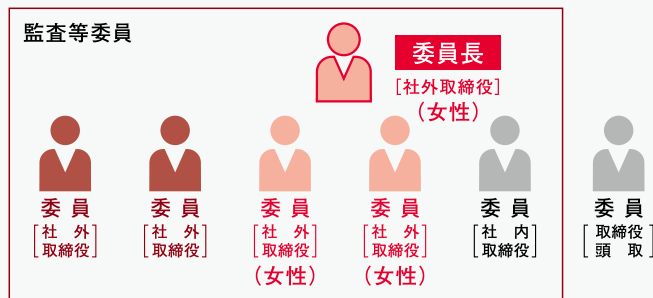 監査等委員
委員長
[社外取締役]
(女性)
委 員
[社 外
取締役]
委 員
[社 外
取締役]
委 員
[社 外
取締役]
(女性)
委 員
[社 外
取締役]
(女性)
委 員
[社 内
取締役]
委 員
[取締役
頭 取]